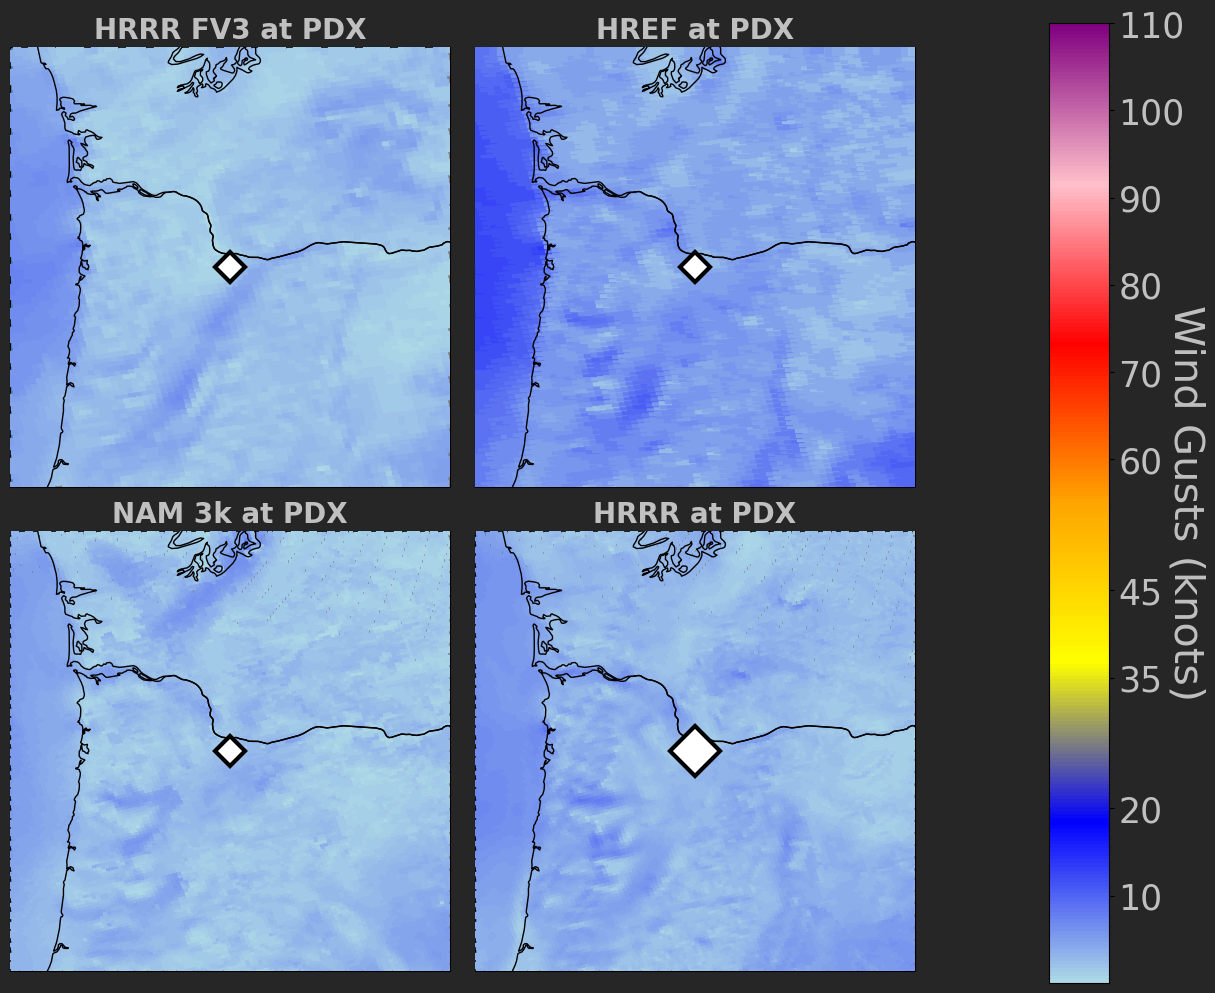 HRRR FV3 at PDX
HREF at PDX
NAM 3k at PDX
HRRR at PDX
110
100
90
80
70
60
45
35
20
10
Wind Gusts (knots)